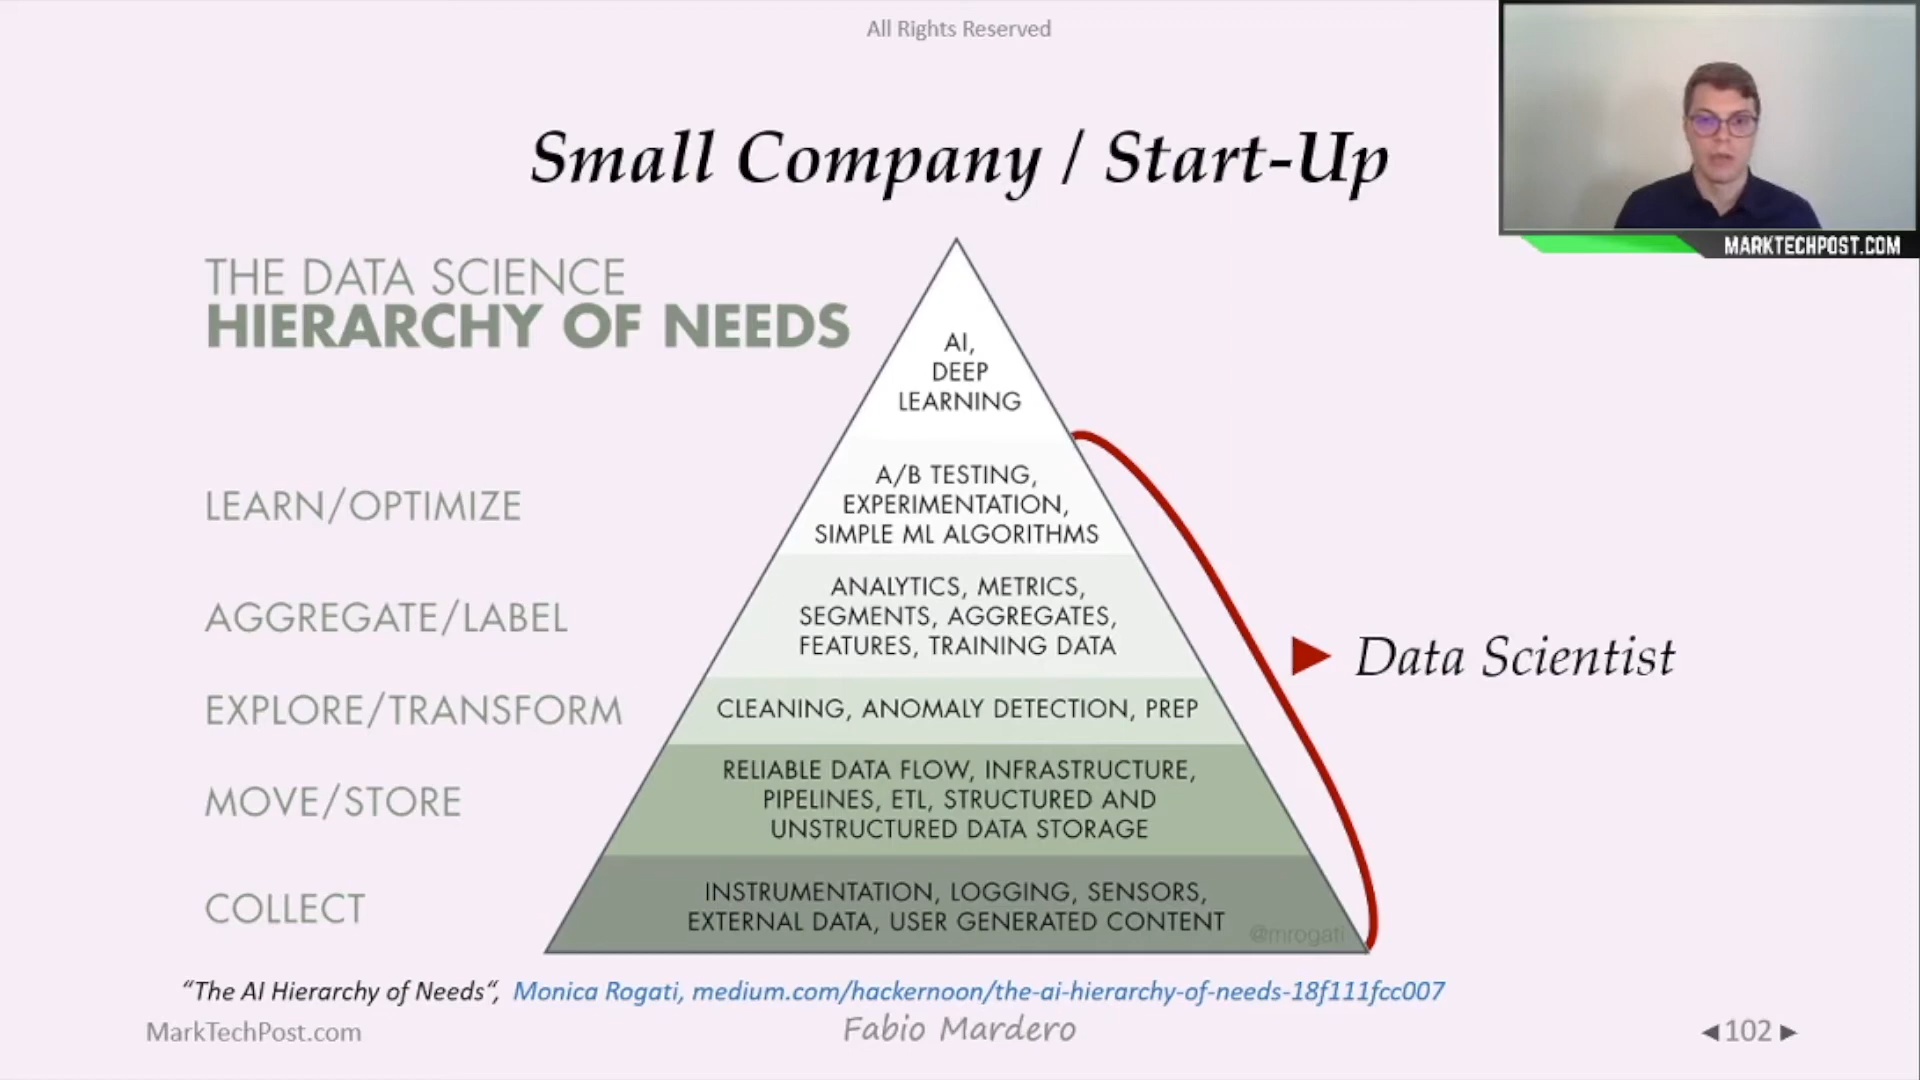 All Rights Reserved
MARKTECHPOST.COM
Small Company / Start-Up
THE DATA SCIENCE
HIERARCHY OF NEEDS
AI,
DEEP
LEARNING
LEARN/OPTIMIZE
A/B TESTING,
EXPERIMENTATION,
SIMPLE ML ALGORITHMS
AGGREGATE/LABEL
ANALYTICS, METRICS,
SEGMENTS, AGGREGATES,
FEATURES, TRAINING DATA
Data Scientist
EXPLORE/TRANSFORM
CLEANING, ANOMALY DETECTION, PREP
MOVE/STORE
RELIABLE DATA FLOW, INFRASTRUCTURE,
PIPELINES, ETL, STRUCTURED AND
UNSTRUCTURED DATA STORAGE
COLLECT
INSTRUMENTATION, LOGGING, SENSORS,
EXTERNAL DATA, USER GENERATED CONTENT
@mrogati
“The AI Hierarchy of Needs“, Monica Rogati, medium.com/hackernoon/the-ai-hierarchy-of-needs-18f111fcc007
MarkTechPost.com
Fabio Mardero
◀102▶